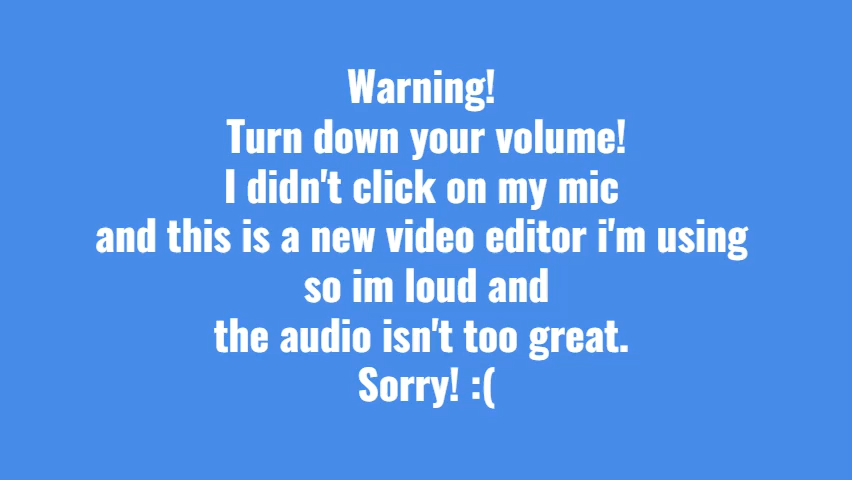 Warning!
Turn down your volume!
I didn't click on my mic
and this is a new video editor i'm using
so im loud and
the audio isn't too great.
Sorry! :(